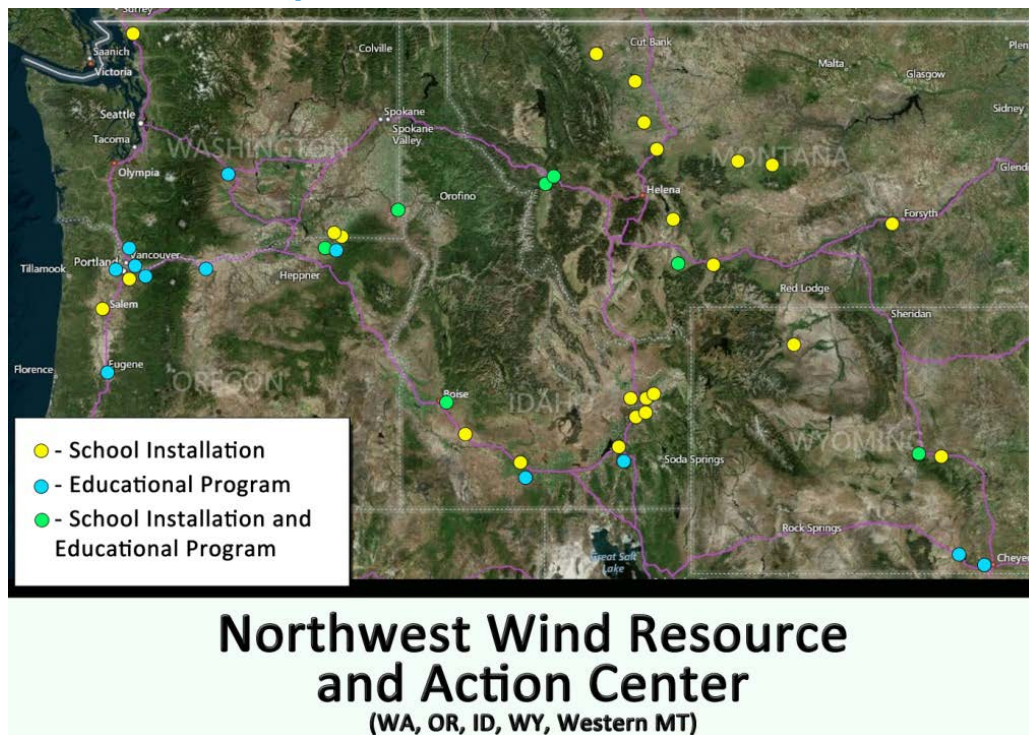 Surrey
Saanich
Victoria
Colville
Cut Bank
Malta
Glasgow
Seattle
Spokane
Spokane
Valley
Sidney
Tacoma
WASHINGTON
MONTANA
Olympia
Orofino
Helena
Forsyth
Portland
Vancouver
Tillamook
Heppner
Red Lodge
Salem
Sheridan
Florence
Eugene
OREGON
Boise
IDAHO
WYOMING
Soda Springs
Rock Springs
Great Salt
Lake
Cheye
- School Installation
- Educational Program
- School Installation and
Educational Program
Northwest Wind Resource
and Action Center
(WA, OR, ID, WY, Western MT)